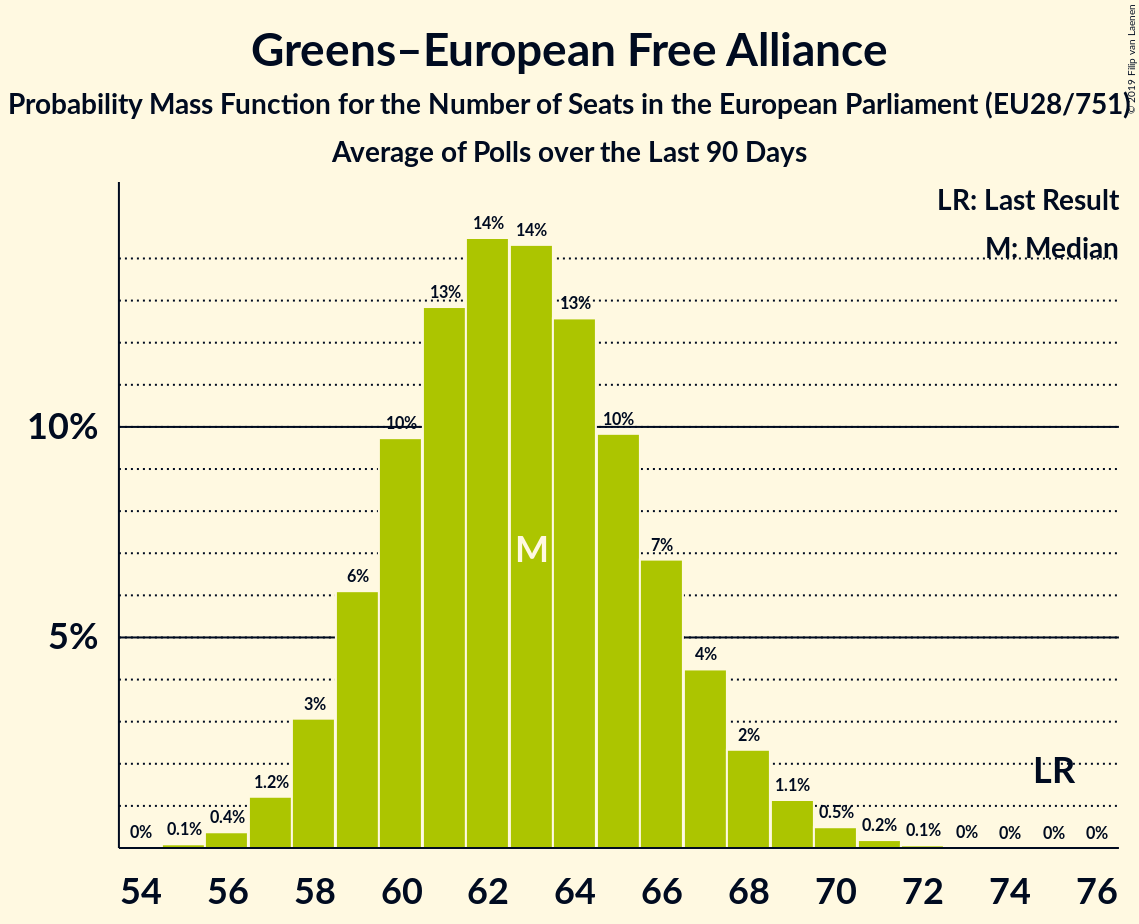 Greens–European Free Alliance
Probability Mass Function for the Number of Seats in the European Parliament (EU28/751)
Average of Polls over the Last 90 Days
© 2019 Filip van Laenen
LR: Last Result
M: Median
10%
5%
0%
0.1%
0.4%
1.2%
3%
6%
10%
13%
14%
14%
13%
10%
7%
4%
2%
1.1%
0.5%
0.2%
0.1%
0%
0%
0%
0%
M
LR
54 56 58 60 62 64 66 68 70 72 74 76